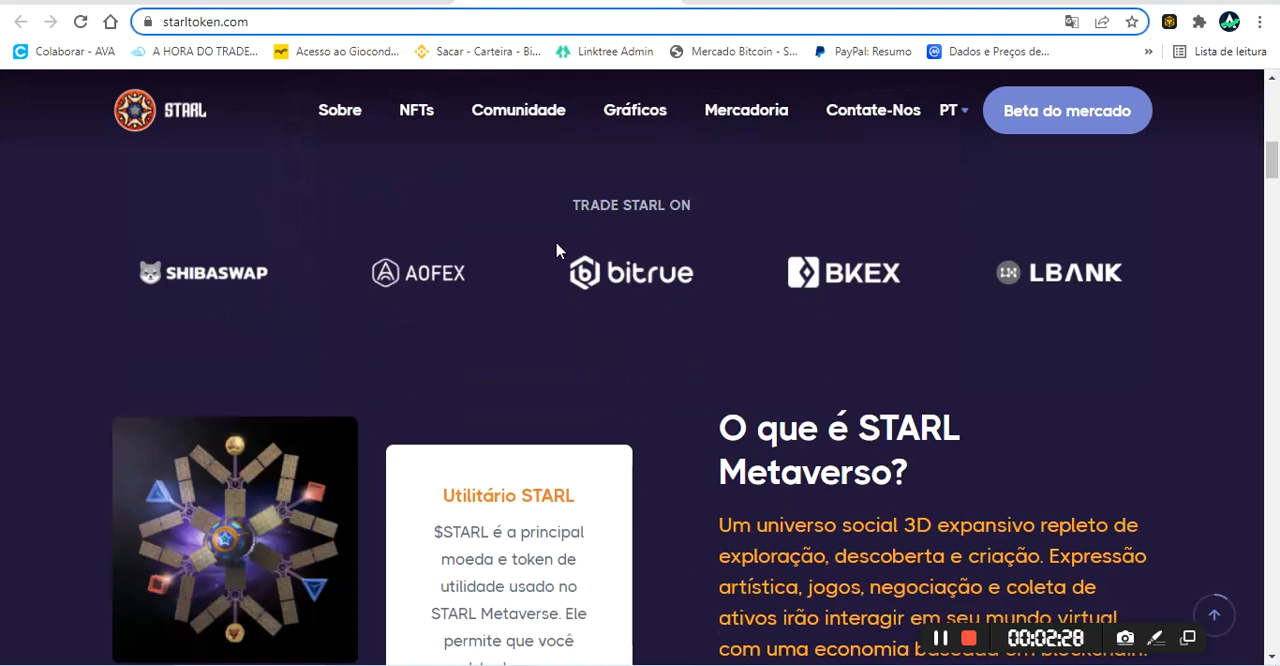 starltoken.com
Colaborar - AVA
A HORA DO TRADE...
Acesso ao Giocond...
Sacar - Carteira - Bi...
Linktree Admin
Mercado Bitcoin - S...
PayPal: Resumo
Dados e Preços de...
»
Lista de leitura
STARL
Sobre
NFTs
Comunidade
Gráficos
Mercadoria
Contate-Nos
PT
Beta do mercado
TRADE STARL ON
SHIBASWAP
AOFEX
bitrue
BKEX
LBANK
O que é STARL
Metaverso?
Utilitário STARL
$STARL é a principal
moeda e token de
utilidade usado no
STARL Metaverse. Ele
permite que você
Um universo social 3D expansivo repleto de
exploração, descoberta e criação. Expressão
artística, jogos, negociação e coleta de
ativos irão interagir em seu mundo virtual
com uma economia baseada em blockchain.
00:02:28